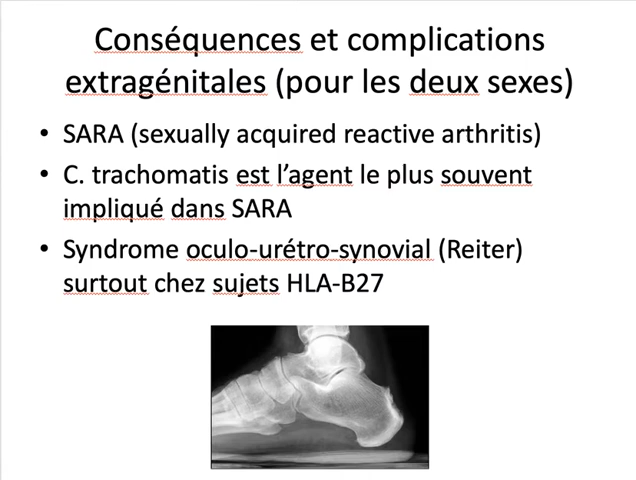 Conséquences et complications
extragénitales (pour les deux sexes)
• SARA (sexually acquired reactive arthritis)
• C. trachomatis est l’agent le plus souvent
impliqué dans SARA
• Syndrome oculo-urétro-synovial (Reiter)
surtout chez sujets HLA-B27